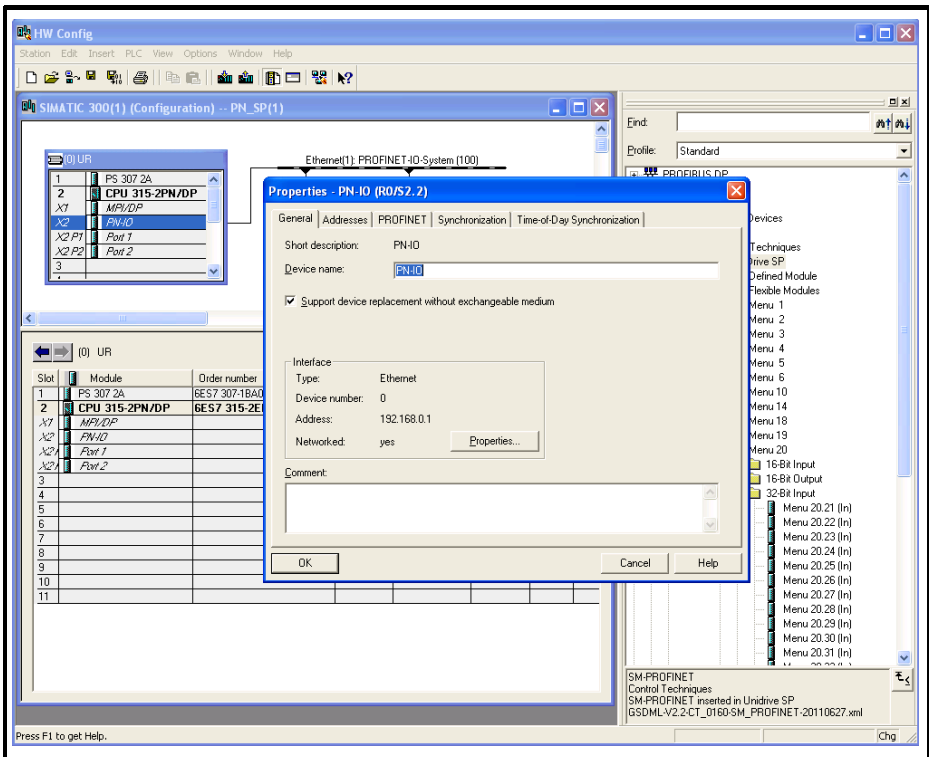 HW Config
Station Edit Insert PLC View Options Window Help
SIMATIC 300(1) (Configuration) -- PN_SP(1)
(0) UR
1 PS 307 2A
2 CPU 315-2PN/DP
X1 MPI/DP
X2 PN-IO
X2 P1 Port 1
X2 P2 Port 2
3
Ethernet(1): PROFINET-IO-System (100)
Properties - PN-IO (R0/S2.2)
General Addresses PROFINET Synchronization Time-of-Day Synchronization
Short description: PN-IO
Device name: PN-IO
Support device replacement without exchangeable medium
Interface
Type: Ethernet
Device number: 0
Address: 192.168.0.1
Networked: yes Properties...
Comment:
OK Cancel Help
(0) UR
Slot Module Order number
1 PS 307 2A 6ES7 307-1BA0
2 CPU 315-2PN/DP 6ES7 315-2E
X1 MPI/DP
X2 PN-IO
X2 Port 1
X2 Port 2
3
4
5
6
7
8
9
10
11
Find:
Profile: Standard
PROFIBUS DP
Devices
Techniques
Drive SP
Defined Module
Flexible Modules
Menu 1
Menu 2
Menu 3
Menu 4
Menu 5
Menu 6
Menu 10
Menu 14
Menu 18
Menu 19
Menu 20
16-Bit Input
16-Bit Output
32-Bit Input
Menu 20.21 (In)
Menu 20.22 (In)
Menu 20.23 (In)
Menu 20.24 (In)
Menu 20.25 (In)
Menu 20.26 (In)
Menu 20.27 (In)
Menu 20.28 (In)
Menu 20.29 (In)
Menu 20.30 (In)
Menu 20.31 (In)
SM-PROFINET
Control Techniques
SM-PROFINET inserted in Unidrive SP
GSDML-V2.2-CT_0160-SM_PROFINET-20110627.xml
Press F1 to get Help.
Chg